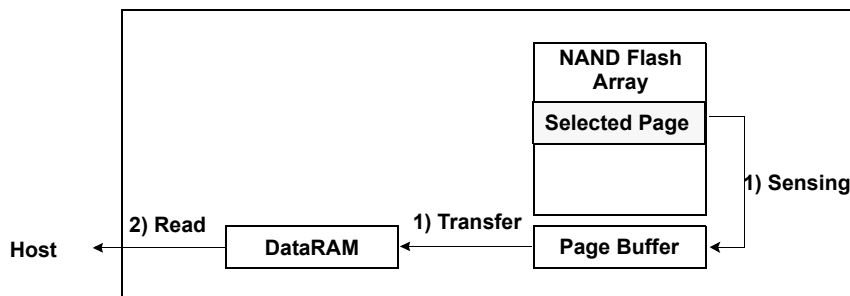 NAND Flash
Array
Selected Page
1) Sensing
2) Read
1) Transfer
Host
DataRAM
Page Buffer